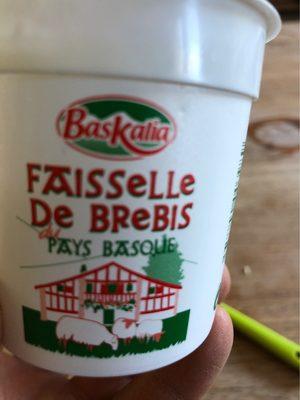 Baskalia
FAISSELLE
DE BREBIS
du
PAYS BASQUE